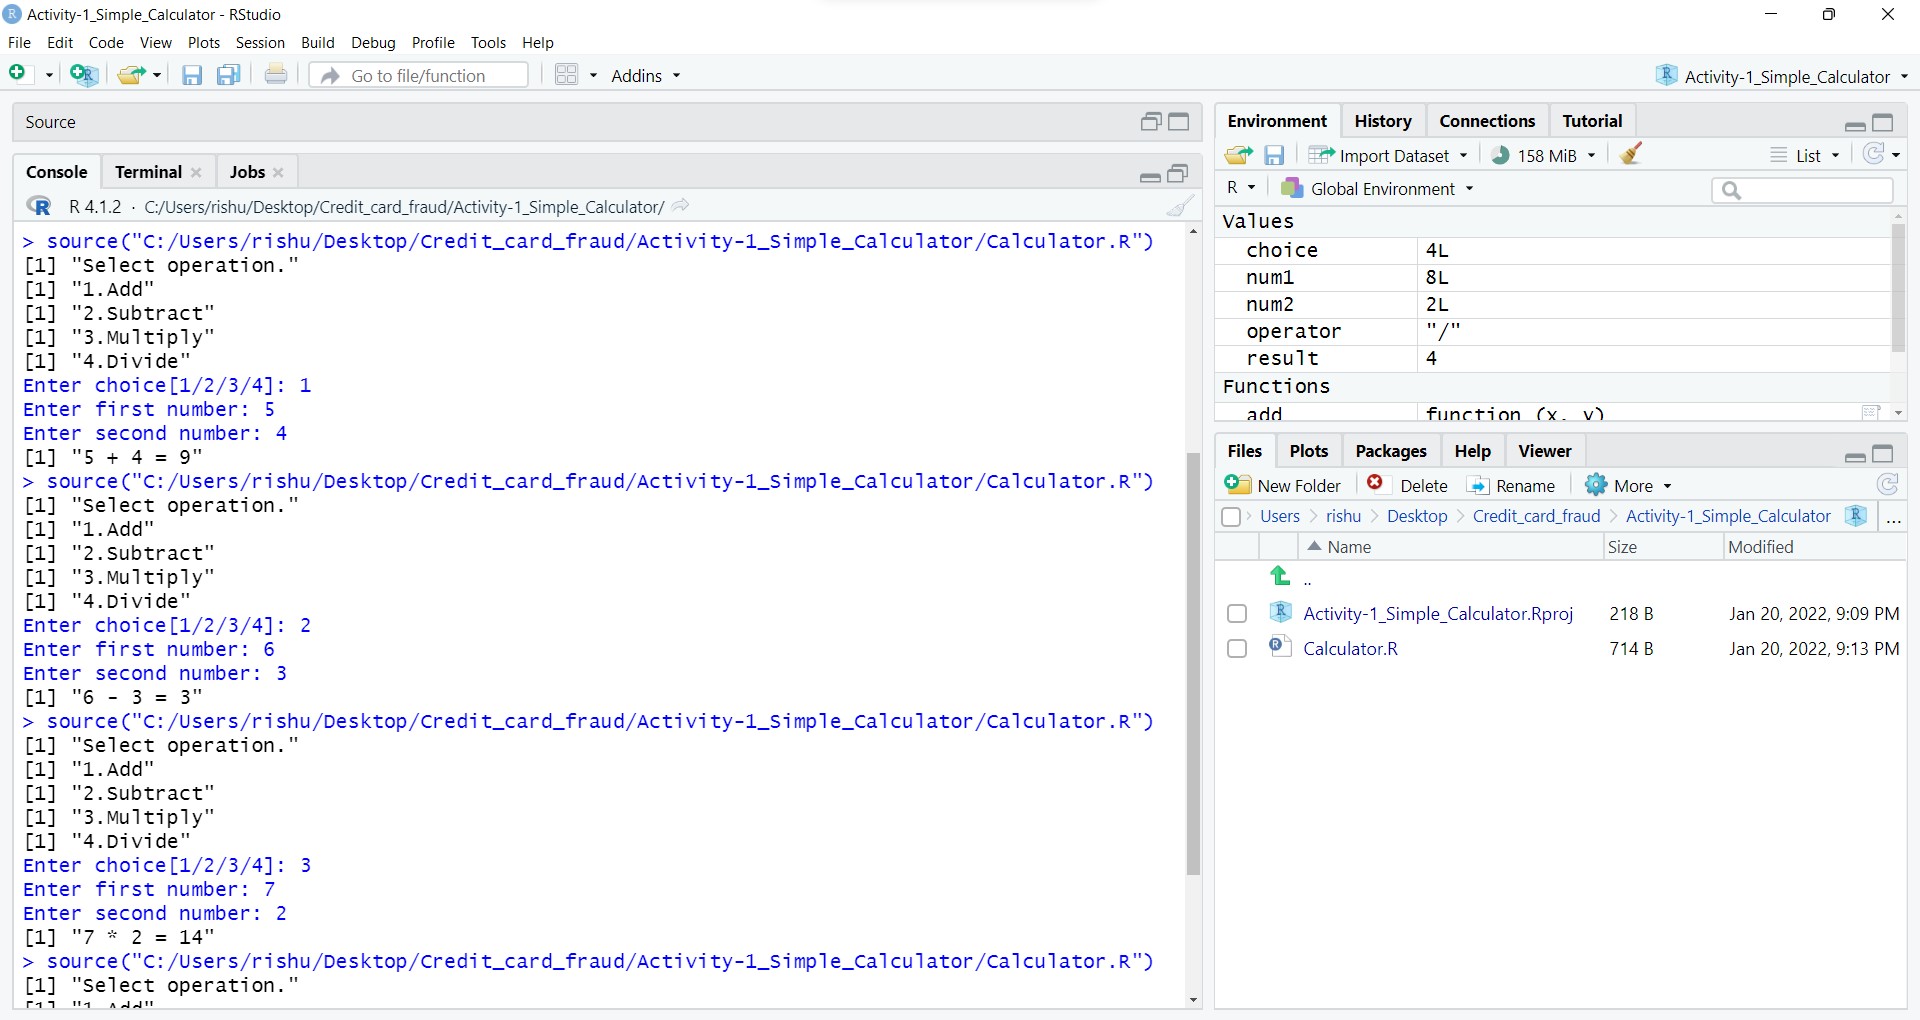 Activity-1_Simple_Calculator - RStudio
File Edit Code View Plots Session Build Debug Profile Tools Help
Go to file/function Addins Activity-1_Simple_Calculator
Source
Console Terminal Jobs
R 4.1.2 · C:/Users/rishu/Desktop/Credit_card_fraud/Activity-1_Simple_Calculator/
> source("C:/Users/rishu/Desktop/Credit_card_fraud/Activity-1_Simple_Calculator/Calculator.R")
[1] "Select operation."
[1] "1.Add"
[1] "2.Subtract"
[1] "3.Multiply"
[1] "4.Divide"
Enter choice[1/2/3/4]: 1
Enter first number: 5
Enter second number: 4
[1] "5 + 4 = 9"
> source("C:/Users/rishu/Desktop/Credit_card_fraud/Activity-1_Simple_Calculator/Calculator.R")
[1] "Select operation."
[1] "1.Add"
[1] "2.Subtract"
[1] "3.Multiply"
[1] "4.Divide"
Enter choice[1/2/3/4]: 2
Enter first number: 6
Enter second number: 3
[1] "6 - 3 = 3"
> source("C:/Users/rishu/Desktop/Credit_card_fraud/Activity-1_Simple_Calculator/Calculator.R")
[1] "Select operation."
[1] "1.Add"
[1] "2.Subtract"
[1] "3.Multiply"
[1] "4.Divide"
Enter choice[1/2/3/4]: 3
Enter first number: 7
Enter second number: 2
[1] "7 * 2 = 14"
> source("C:/Users/rishu/Desktop/Credit_card_fraud/Activity-1_Simple_Calculator/Calculator.R")
[1] "Select operation."
[1] "1.Add"
Environment History Connections Tutorial
Import Dataset 158 MiB List
R Global Environment
Values
choice 4L
num1 8L
num2 2L
operator "/"
result 4
Functions
add function (x, y)
Files Plots Packages Help Viewer
New Folder Delete Rename More
Users > rishu > Desktop > Credit_card_fraud > Activity-1_Simple_Calculator ...
Name Size Modified
..
Activity-1_Simple_Calculator.Rproj 218 B Jan 20, 2022, 9:09 PM
Calculator.R 714 B Jan 20, 2022, 9:13 PM